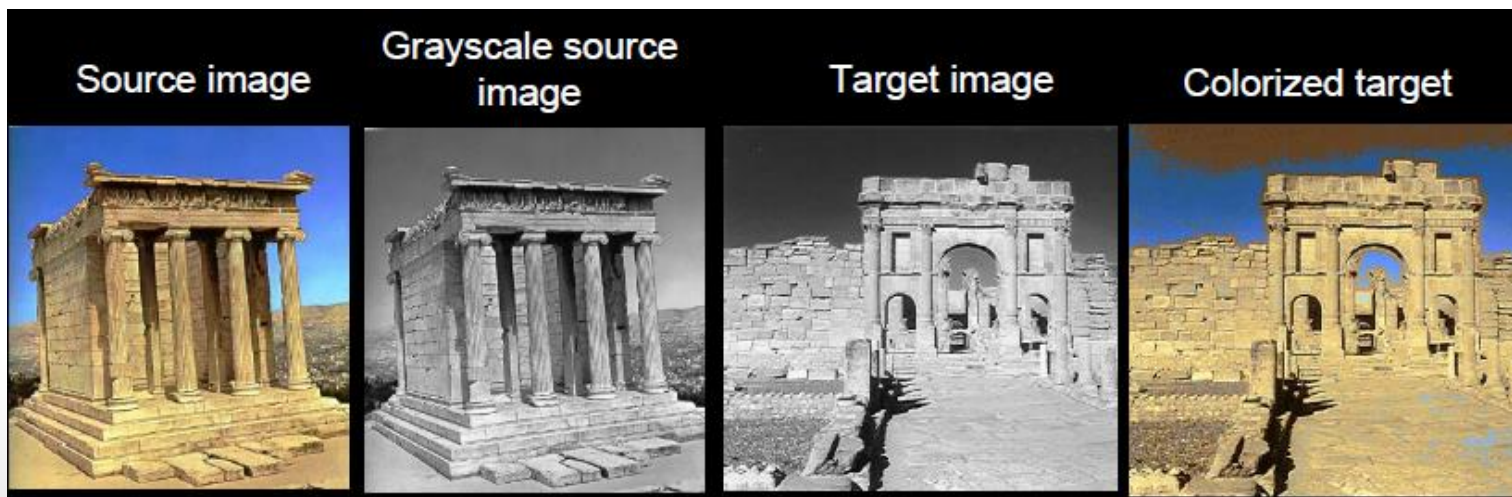 Source image
Grayscale source
image
Target image
Colorized target